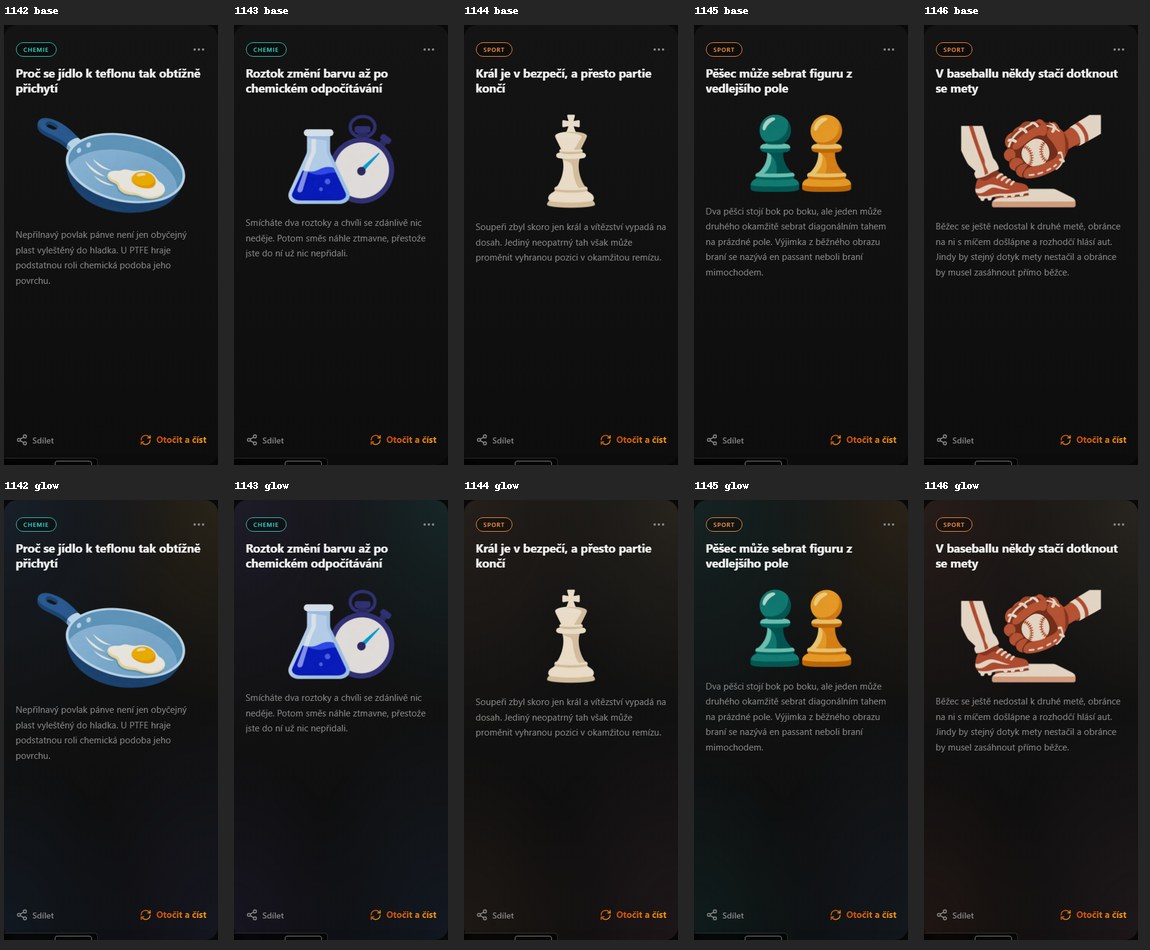 1142 base
CHEMIE
Proč se jídlo k teflonu tak obtížně
přichytí
Nepřilnavý povlak pánve není jen obyčejný
plast vyleštěný do hladka. U PTFE hraje
podstatnou roli chemická podoba jeho
povrchu.
Sdílet
Otočit a číst
1143 base
CHEMIE
Roztok změní barvu až po
chemickém odpočítávání
Smícháte dva roztoky a chvíli se zdánlivě nic
neděje. Potom směs náhle ztmavne, přestože
jste do ní už nic nepřidali.
Sdílet
Otočit a číst
1144 base
SPORT
Král je v bezpečí, a přesto partie
končí
Soupeři zbyl skoro jen král a vítězství vypadá na
dosah. Jediný neopatrný tah však může
proměnit vyhranou pozici v okamžitou remízu.
Sdílet
Otočit a číst
1145 base
SPORT
Pěšec může sebrat figuru z
vedlejšího pole
Dva pěšci stojí bok po boku, ale jeden může
druhého okamžitě sebrat diagonálním tahem
na prázdné pole. Výjimka z běžného obrazu
braní se nazývá en passant neboli braní
mimochodem.
Sdílet
Otočit a číst
1146 base
SPORT
V baseballu někdy stačí dotknout
se mety
Běžec se ještě nedostal k druhé metě, obránce
na ni s míčem došlápne a rozhodčí hlásí aut.
Jindy by stejný dotyk mety nestačil a obránce
by musel zasáhnout přímo běžce.
Sdílet
Otočit a číst
1142 glow
CHEMIE
Proč se jídlo k teflonu tak obtížně
přichytí
Nepřilnavý povlak pánve není jen obyčejný
plast vyleštěný do hladka. U PTFE hraje
podstatnou roli chemická podoba jeho
povrchu.
Sdílet
Otočit a číst
1143 glow
CHEMIE
Roztok změní barvu až po
chemickém odpočítávání
Smícháte dva roztoky a chvíli se zdánlivě nic
neděje. Potom směs náhle ztmavne, přestože
jste do ní už nic nepřidali.
Sdílet
Otočit a číst
1144 glow
SPORT
Král je v bezpečí, a přesto partie
končí
Soupeři zbyl skoro jen král a vítězství vypadá na
dosah. Jediný neopatrný tah však může
proměnit vyhranou pozici v okamžitou remízu.
Sdílet
Otočit a číst
1145 glow
SPORT
Pěšec může sebrat figuru z
vedlejšího pole
Dva pěšci stojí bok po boku, ale jeden může
druhého okamžitě sebrat diagonálním tahem
na prázdné pole. Výjimka z běžného obrazu
braní se nazývá en passant neboli braní
mimochodem.
Sdílet
Otočit a číst
1146 glow
SPORT
V baseballu někdy stačí dotknout
se mety
Běžec se ještě nedostal k druhé metě, obránce
na ni s míčem došlápne a rozhodčí hlásí aut.
Jindy by stejný dotyk mety nestačil a obránce
by musel zasáhnout přímo běžce.
Sdílet
Otočit a číst